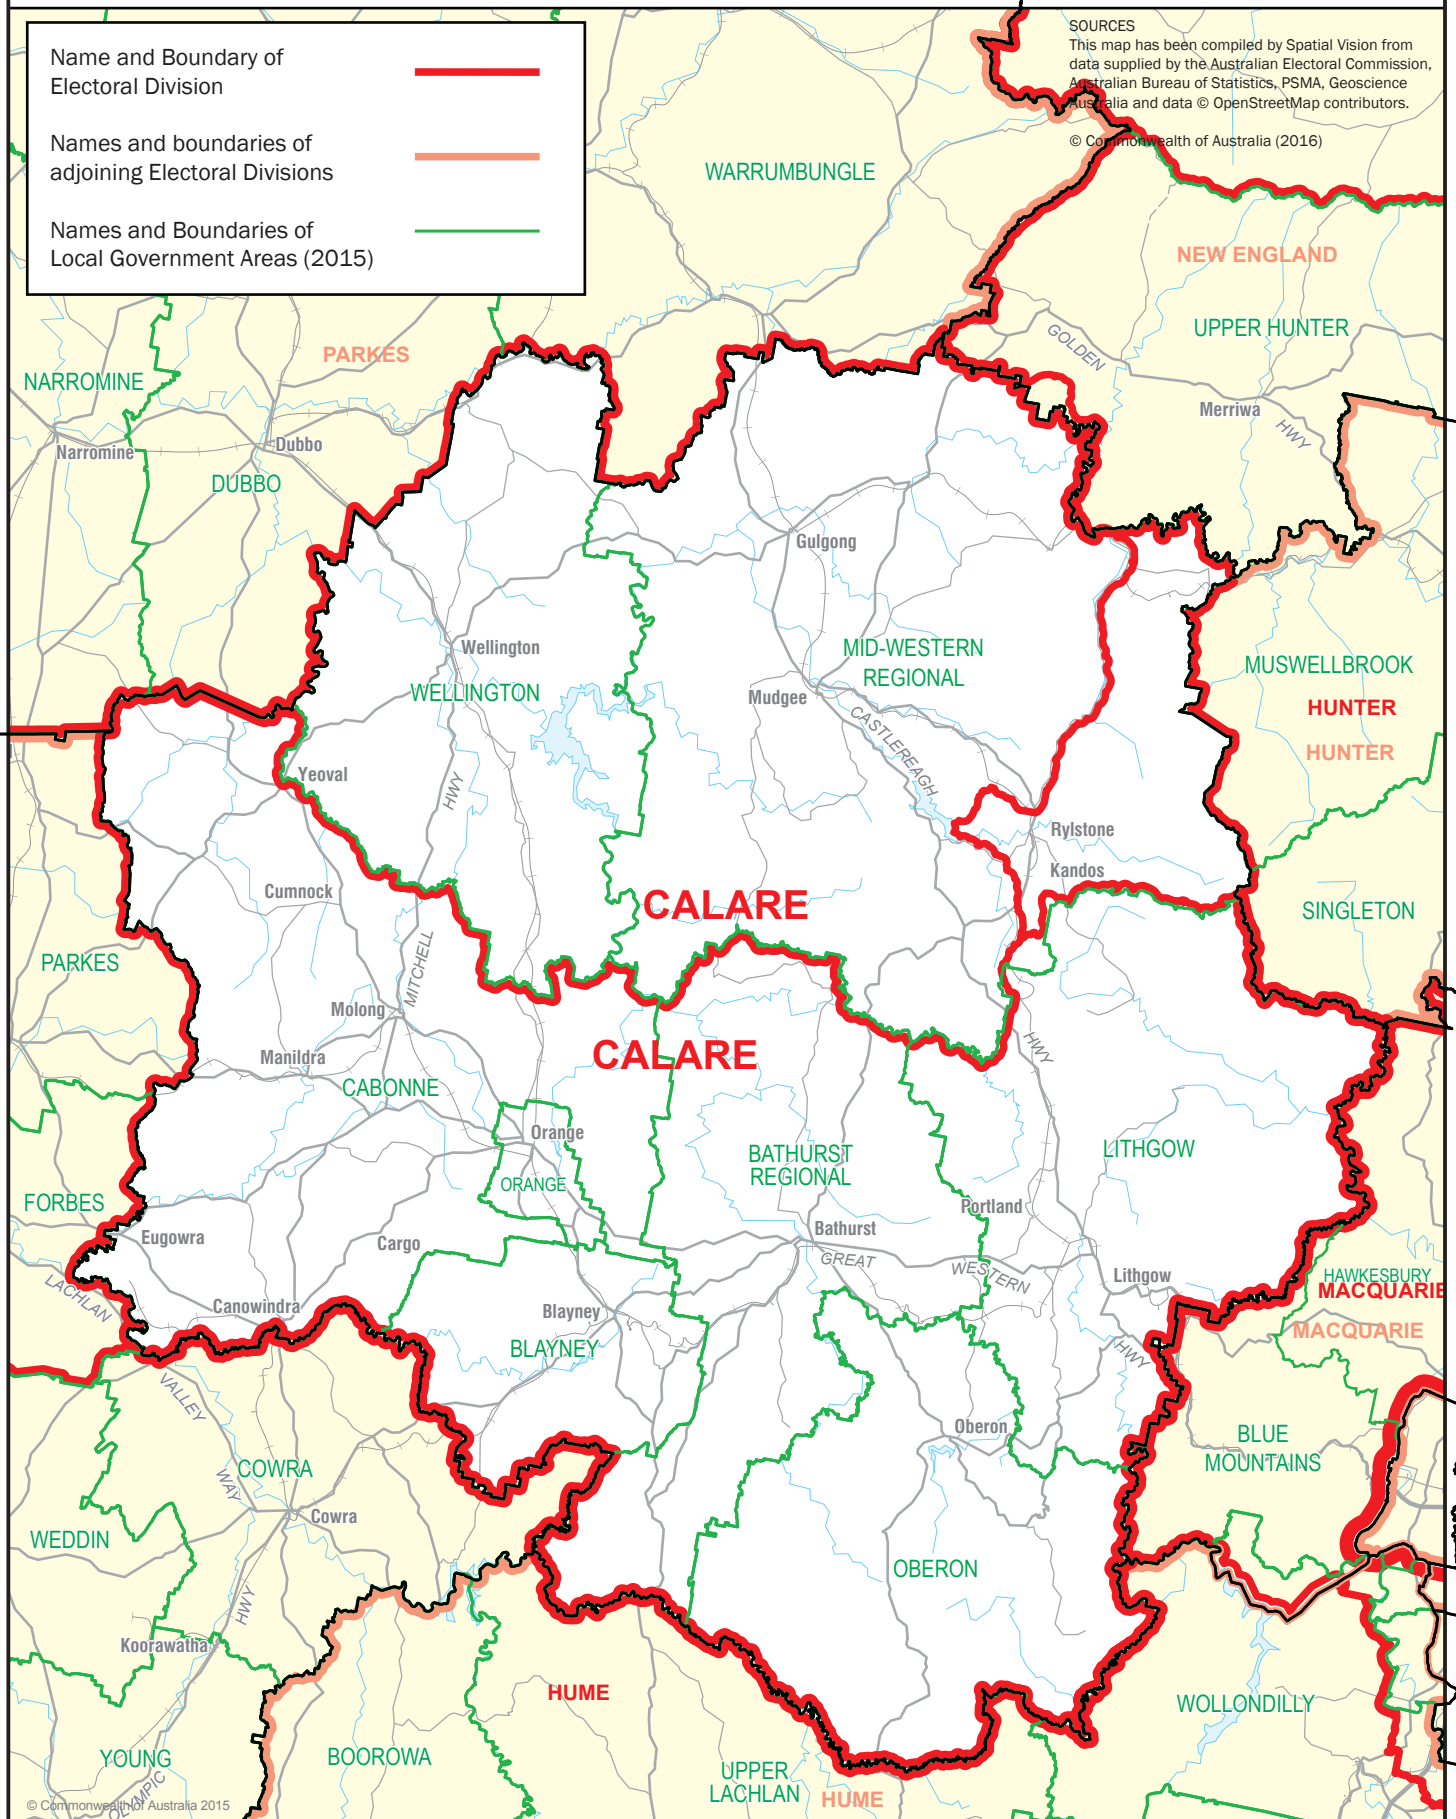 Name and Boundary of
Electoral Division
Names and boundaries of
adjoining Electoral Divisions
Names and Boundaries of
Local Government Areas (2015)
SOURCES
This map has been compiled by Spatial Vision from
data supplied by the Australian Electoral Commission,
Australian Bureau of Statistics, PSMA, Geoscience
Australia and data © OpenStreetMap contributors.
© Commonwealth of Australia (2016)
WARRUMBUNGLE
NEW ENGLAND
UPPER HUNTER
GOLDEN
PARKES
NARROMINE
Merriwa
HWY
Dubbo
Narromine
DUBBO
Gulgong
Wellington
MID-WESTERN
REGIONAL
MUSWELLBROOK
WELLINGTON
Mudgee
HUNTER
CASTLEREAGH
HUNTER
Yeoval
HWY
Rylstone
Kandos
Cumnock
CALARE
SINGLETON
PARKES
MITCHELL
Molong
HWY
CALARE
Manildra
CABONNE
Orange
LITHGOW
BATHURST
REGIONAL
ORANGE
FORBES
Portland
Bathurst
Eugowra
Cargo
GREAT
WESTERN
Lithgow
HAWKESBURY
MACQUARIE
LACHLAN
Canowindra
Blayney
MACQUARIE
BLAYNEY
HWY
VALLEY
Oberon
BLUE
MOUNTAINS
COWRA
WAY
Cowra
WEDDIN
OBERON
HWY
Koorawatha
HUME
WOLLONDILLY
YOUNG
BOOROWA
UPPER
LACHLAN
HUME
OLYMPIC
© Commonwealth of Australia 2015